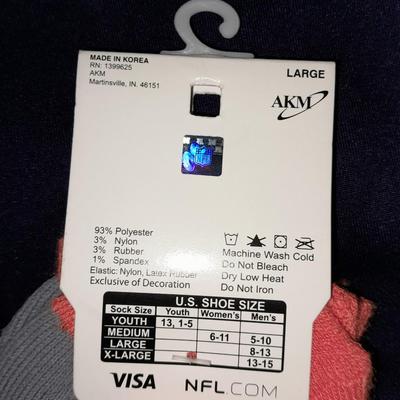 MADE IN KOREA
RN: 1399625
AKM
Martinsville, IN. 46151
LARGE
AKM
93% Polyester
3% Nylon
3% Rubber
1% Spandex
Elastic: Nylon, Latex Rubber
Exclusive of Decoration
Machine Wash Cold
Do Not Bleach
Dry Low Heat
Do Not Iron
U.S. SHOE SIZE
Sock Size Youth Women's Men's
YOUTH 13, 1-5
MEDIUM 6-11 5-10
LARGE 8-13
X-LARGE 13-15
VISA NFL.COM